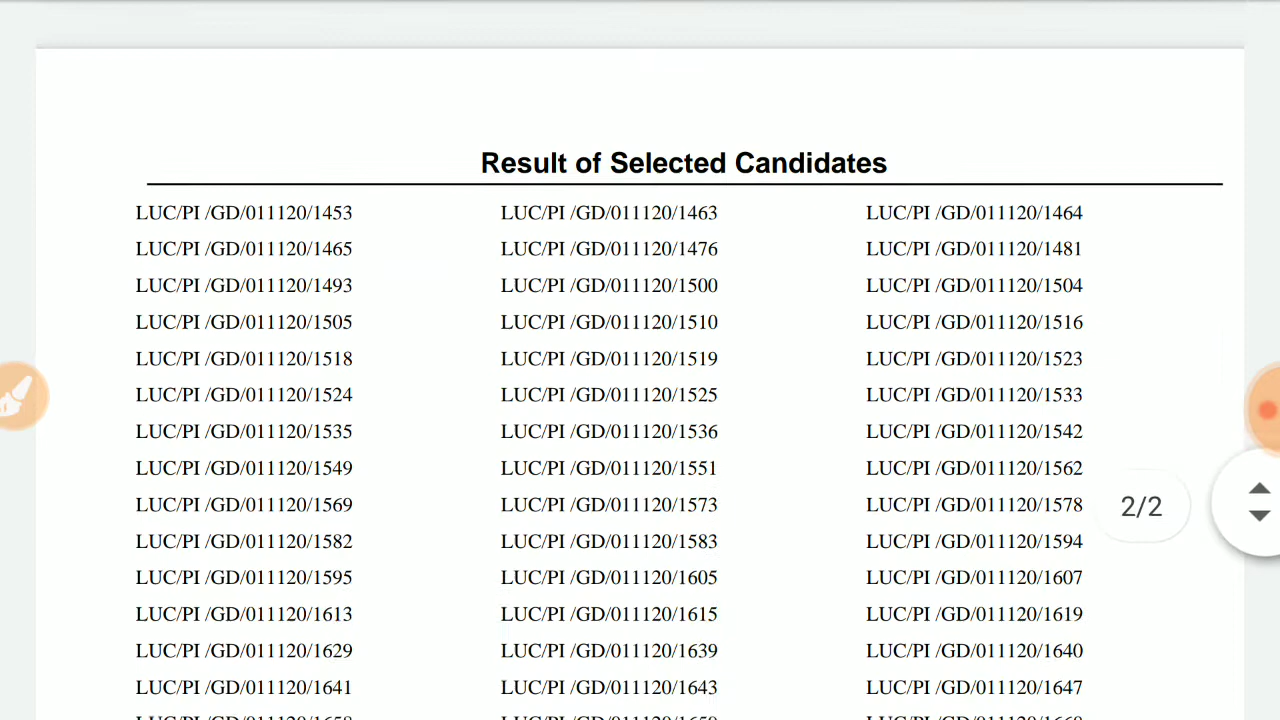 Result of Selected Candidates
LUC/PI /GD/011120/1453 LUC/PI /GD/011120/1463 LUC/PI /GD/011120/1464
LUC/PI /GD/011120/1465 LUC/PI /GD/011120/1476 LUC/PI /GD/011120/1481
LUC/PI /GD/011120/1493 LUC/PI /GD/011120/1500 LUC/PI /GD/011120/1504
LUC/PI /GD/011120/1505 LUC/PI /GD/011120/1510 LUC/PI /GD/011120/1516
LUC/PI /GD/011120/1518 LUC/PI /GD/011120/1519 LUC/PI /GD/011120/1523
LUC/PI /GD/011120/1524 LUC/PI /GD/011120/1525 LUC/PI /GD/011120/1533
LUC/PI /GD/011120/1535 LUC/PI /GD/011120/1536 LUC/PI /GD/011120/1542
LUC/PI /GD/011120/1549 LUC/PI /GD/011120/1551 LUC/PI /GD/011120/1562
LUC/PI /GD/011120/1569 LUC/PI /GD/011120/1573 LUC/PI /GD/011120/1578
2/2
LUC/PI /GD/011120/1582 LUC/PI /GD/011120/1583 LUC/PI /GD/011120/1594
LUC/PI /GD/011120/1595 LUC/PI /GD/011120/1605 LUC/PI /GD/011120/1607
LUC/PI /GD/011120/1613 LUC/PI /GD/011120/1615 LUC/PI /GD/011120/1619
LUC/PI /GD/011120/1629 LUC/PI /GD/011120/1639 LUC/PI /GD/011120/1640
LUC/PI /GD/011120/1641 LUC/PI /GD/011120/1643 LUC/PI /GD/011120/1647